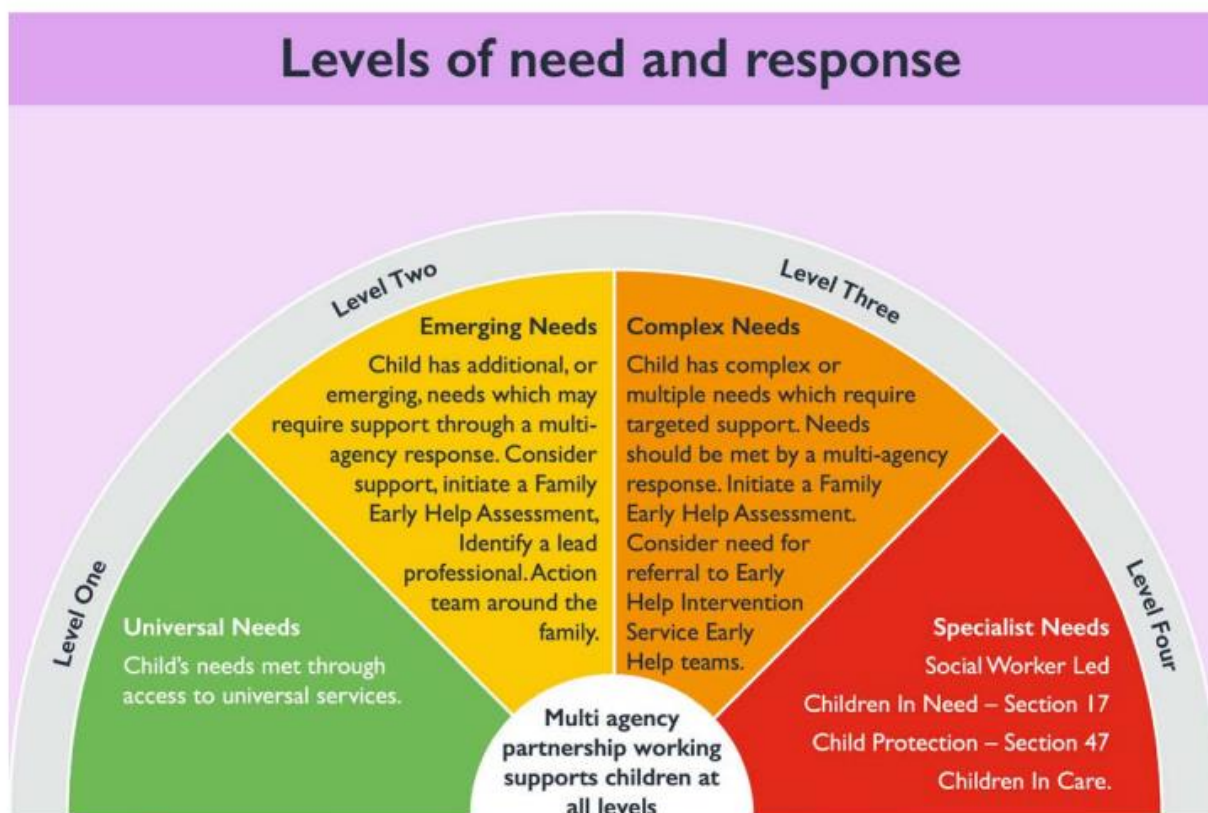 Levels of need and response
Level One
Universal Needs
Child's needs met through
access to universal services.
Level Two
Emerging Needs
Child has additional, or
emerging, needs which may
require support through a multi-
agency response. Consider
support, initiate a Family
Early Help Assessment,
Identify a lead
professional. Action
team around the
family.
Level Three
Complex Needs
Child has complex or
multiple needs which require
targeted support. Needs
should be met by a multi-agency
response. Initiate a Family
Early Help Assessment.
Consider need for
referral to Early
Help Intervention
Service Early
Help teams.
Level Four
Specialist Needs
Social Worker Led
Children In Need – Section 17
Child Protection – Section 47
Children In Care.
Multi agency
partnership working
supports children at
all levels